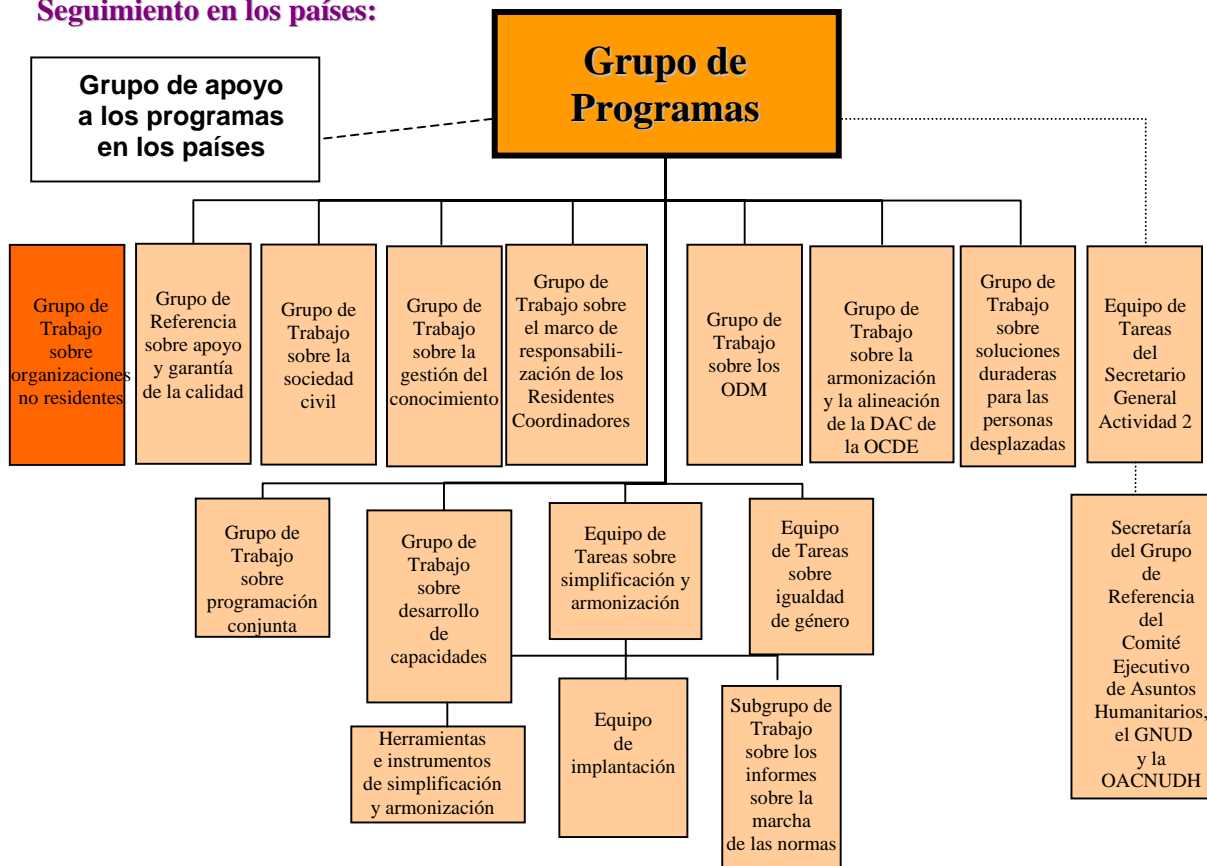 Seguimiento en los países:
Grupo de apoyo
a los programas
en los países
Grupo de
Programas
Grupo de
Trabajo
sobre
organizaciones
no residentes
Grupo de
Referencia
sobre apoyo
y garantía
de la calidad
Grupo de
Trabajo
sobre la
sociedad
civil
Grupo de
Trabajo
sobre la
gestión del
conocimiento
Grupo de
Trabajo sobre
el marco de
responsabili-
zación de los
Residentes
Coordinadores
Grupo de
Trabajo
sobre los
ODM
Grupo de
Trabajo
sobre la
armonización
y la alineación
de la DAC de
la OCDE
Grupo de
Trabajo
sobre
soluciones
duraderas
para las
personas
desplazadas
Equipo de
Tareas
del
Secretario
General
Actividad 2
Grupo de
Trabajo
sobre
programación
conjunta
Grupo de
Trabajo
sobre
desarrollo
de
capacidades
Equipo de
Tareas sobre
simplificación y
armonización
Equipo
de Tareas
sobre
igualdad
de género
Secretaría
del Grupo
de
Referencia
del
Comité
Ejecutivo
de Asuntos
Humanitarios,
el GNUD
y la
OACNUDH
Herramientas
e instrumentos
de simplificación
y armonización
Equipo
de
implantación
Subgrupo de
Trabajo
sobre los
informes
sobre la
marcha
de las normas